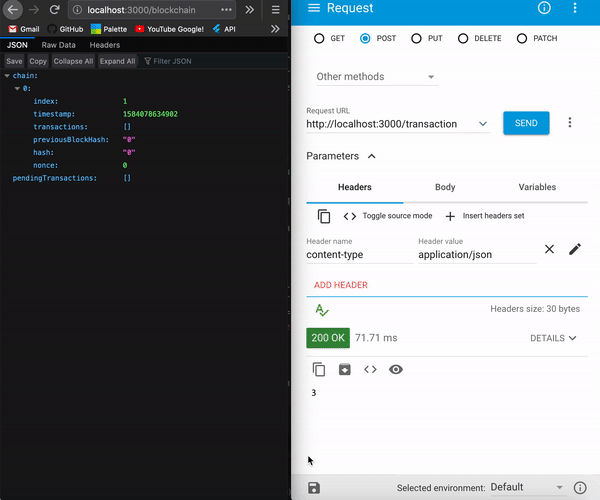 localhost:3000/blockchain
Gmail GitHub Palette YouTube Google! API
JSON Raw Data Headers
Save Copy Collapse All Expand All Filter JSON
chain:
0:
index: 1
timestamp: 1584078634902
transactions: []
previousBlockHash: "0"
hash: "0"
nonce: 0
pendingTransactions: []
Request
GET POST PUT DELETE PATCH
Other methods
Request URL
http://localhost:3000/transaction SEND
Parameters
Headers Body Variables
Toggle source mode Insert headers set
Header name Header value
content-type application/json
ADD HEADER
Headers size: 30 bytes
200 OK 71.71 ms DETAILS
3
Selected environment: Default